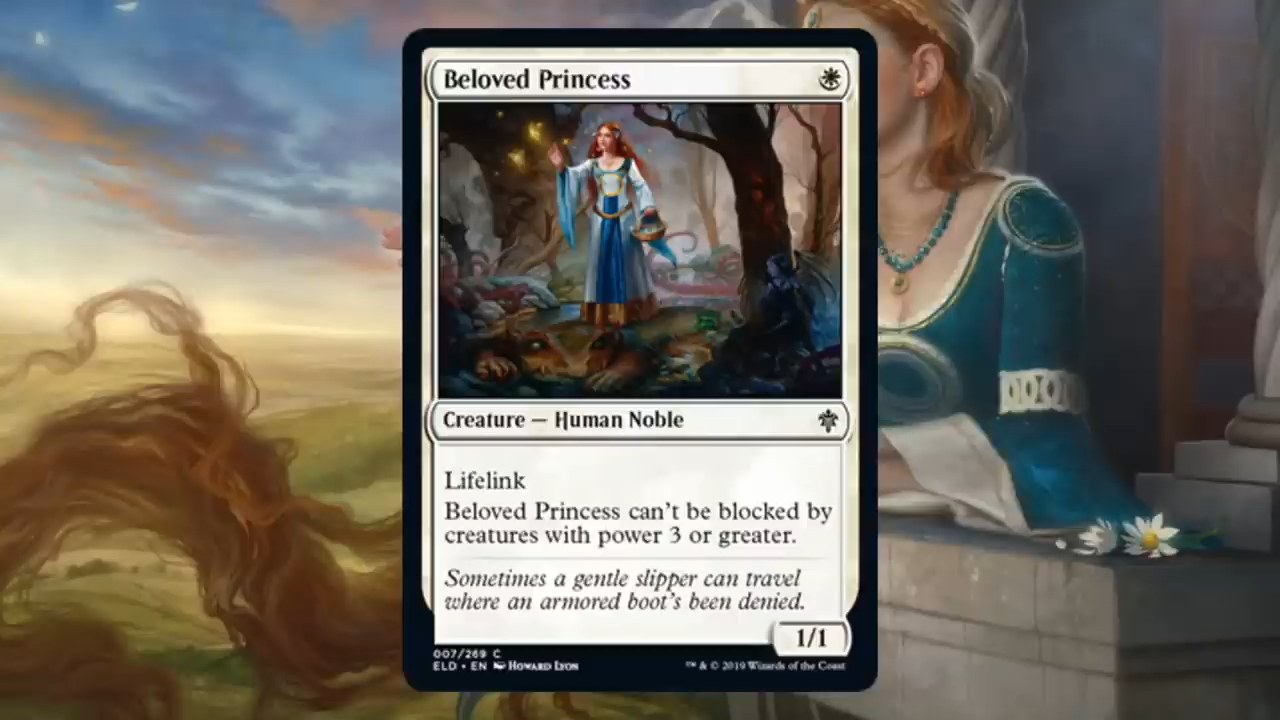 Beloved Princess
Creature — Human Noble
Lifelink
Beloved Princess can't be blocked by
creatures with power 3 or greater.
Sometimes a gentle slipper can travel
where an armored boot's been denied.
1/1
007/269 C
ELD • EN Howard Lyon
™ & © 2019 Wizards of the Coast